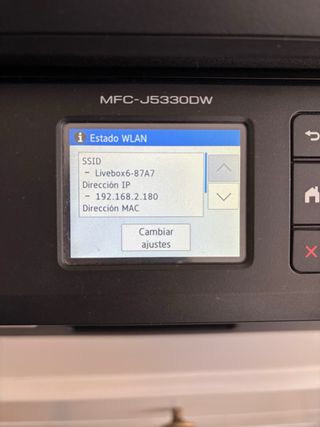 MFC-J5330DW
Estado WLAN
SSID
– Livebox6-87A7
Dirección IP
– 192.168.2.180
Dirección MAC
Cambiar
ajustes